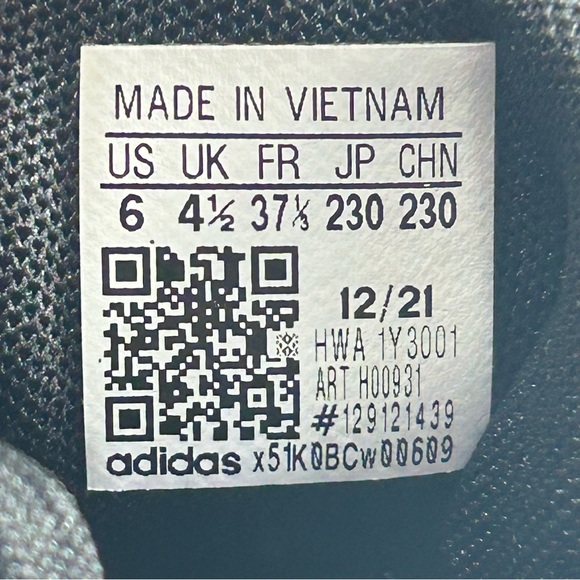 MADE IN VIETNAM
US UK FR JP CHN
6 4½ 37⅓ 230 230
12/21
HWA 1Y3001
ART H00931
#129121439
adidas x51K0BCw00609